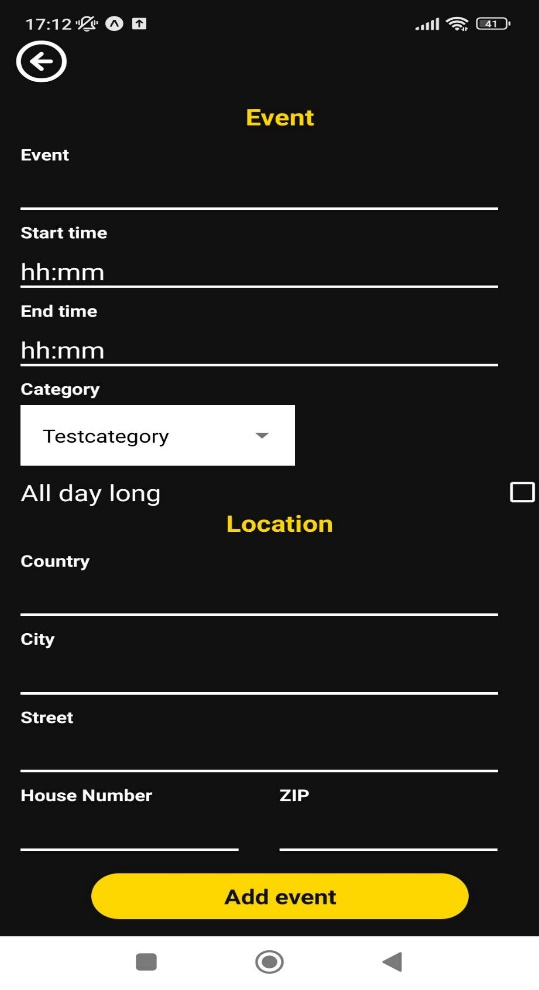 17:12
41
Event
Event
Start time
hh:mm
End time
hh:mm
Category
Testcategory
All day long
Location
Country
City
Street
House Number ZIP
Add event